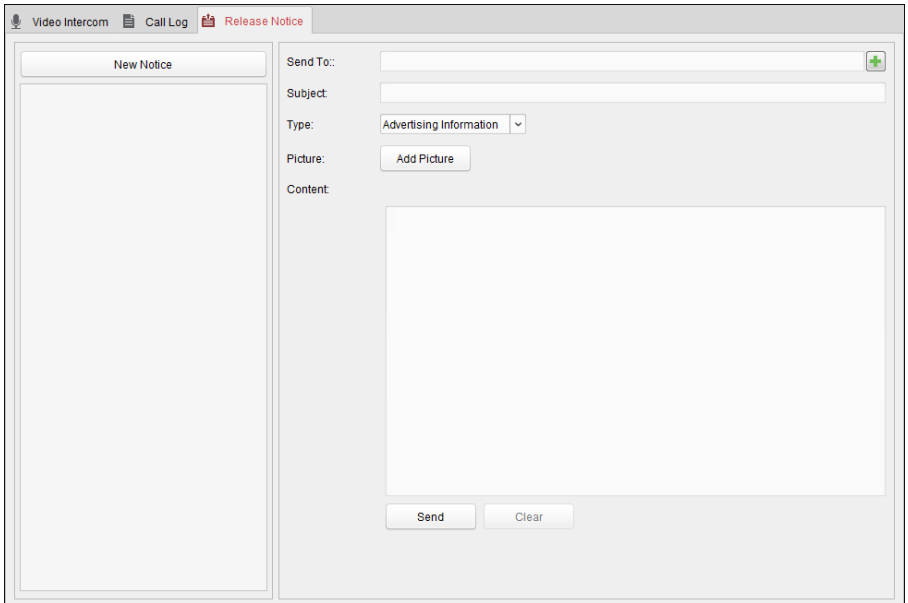 Video Intercom Call Log Release Notice
New Notice
Send To::
Subject:
Type: Advertising Information
Picture: Add Picture
Content:
Send Clear